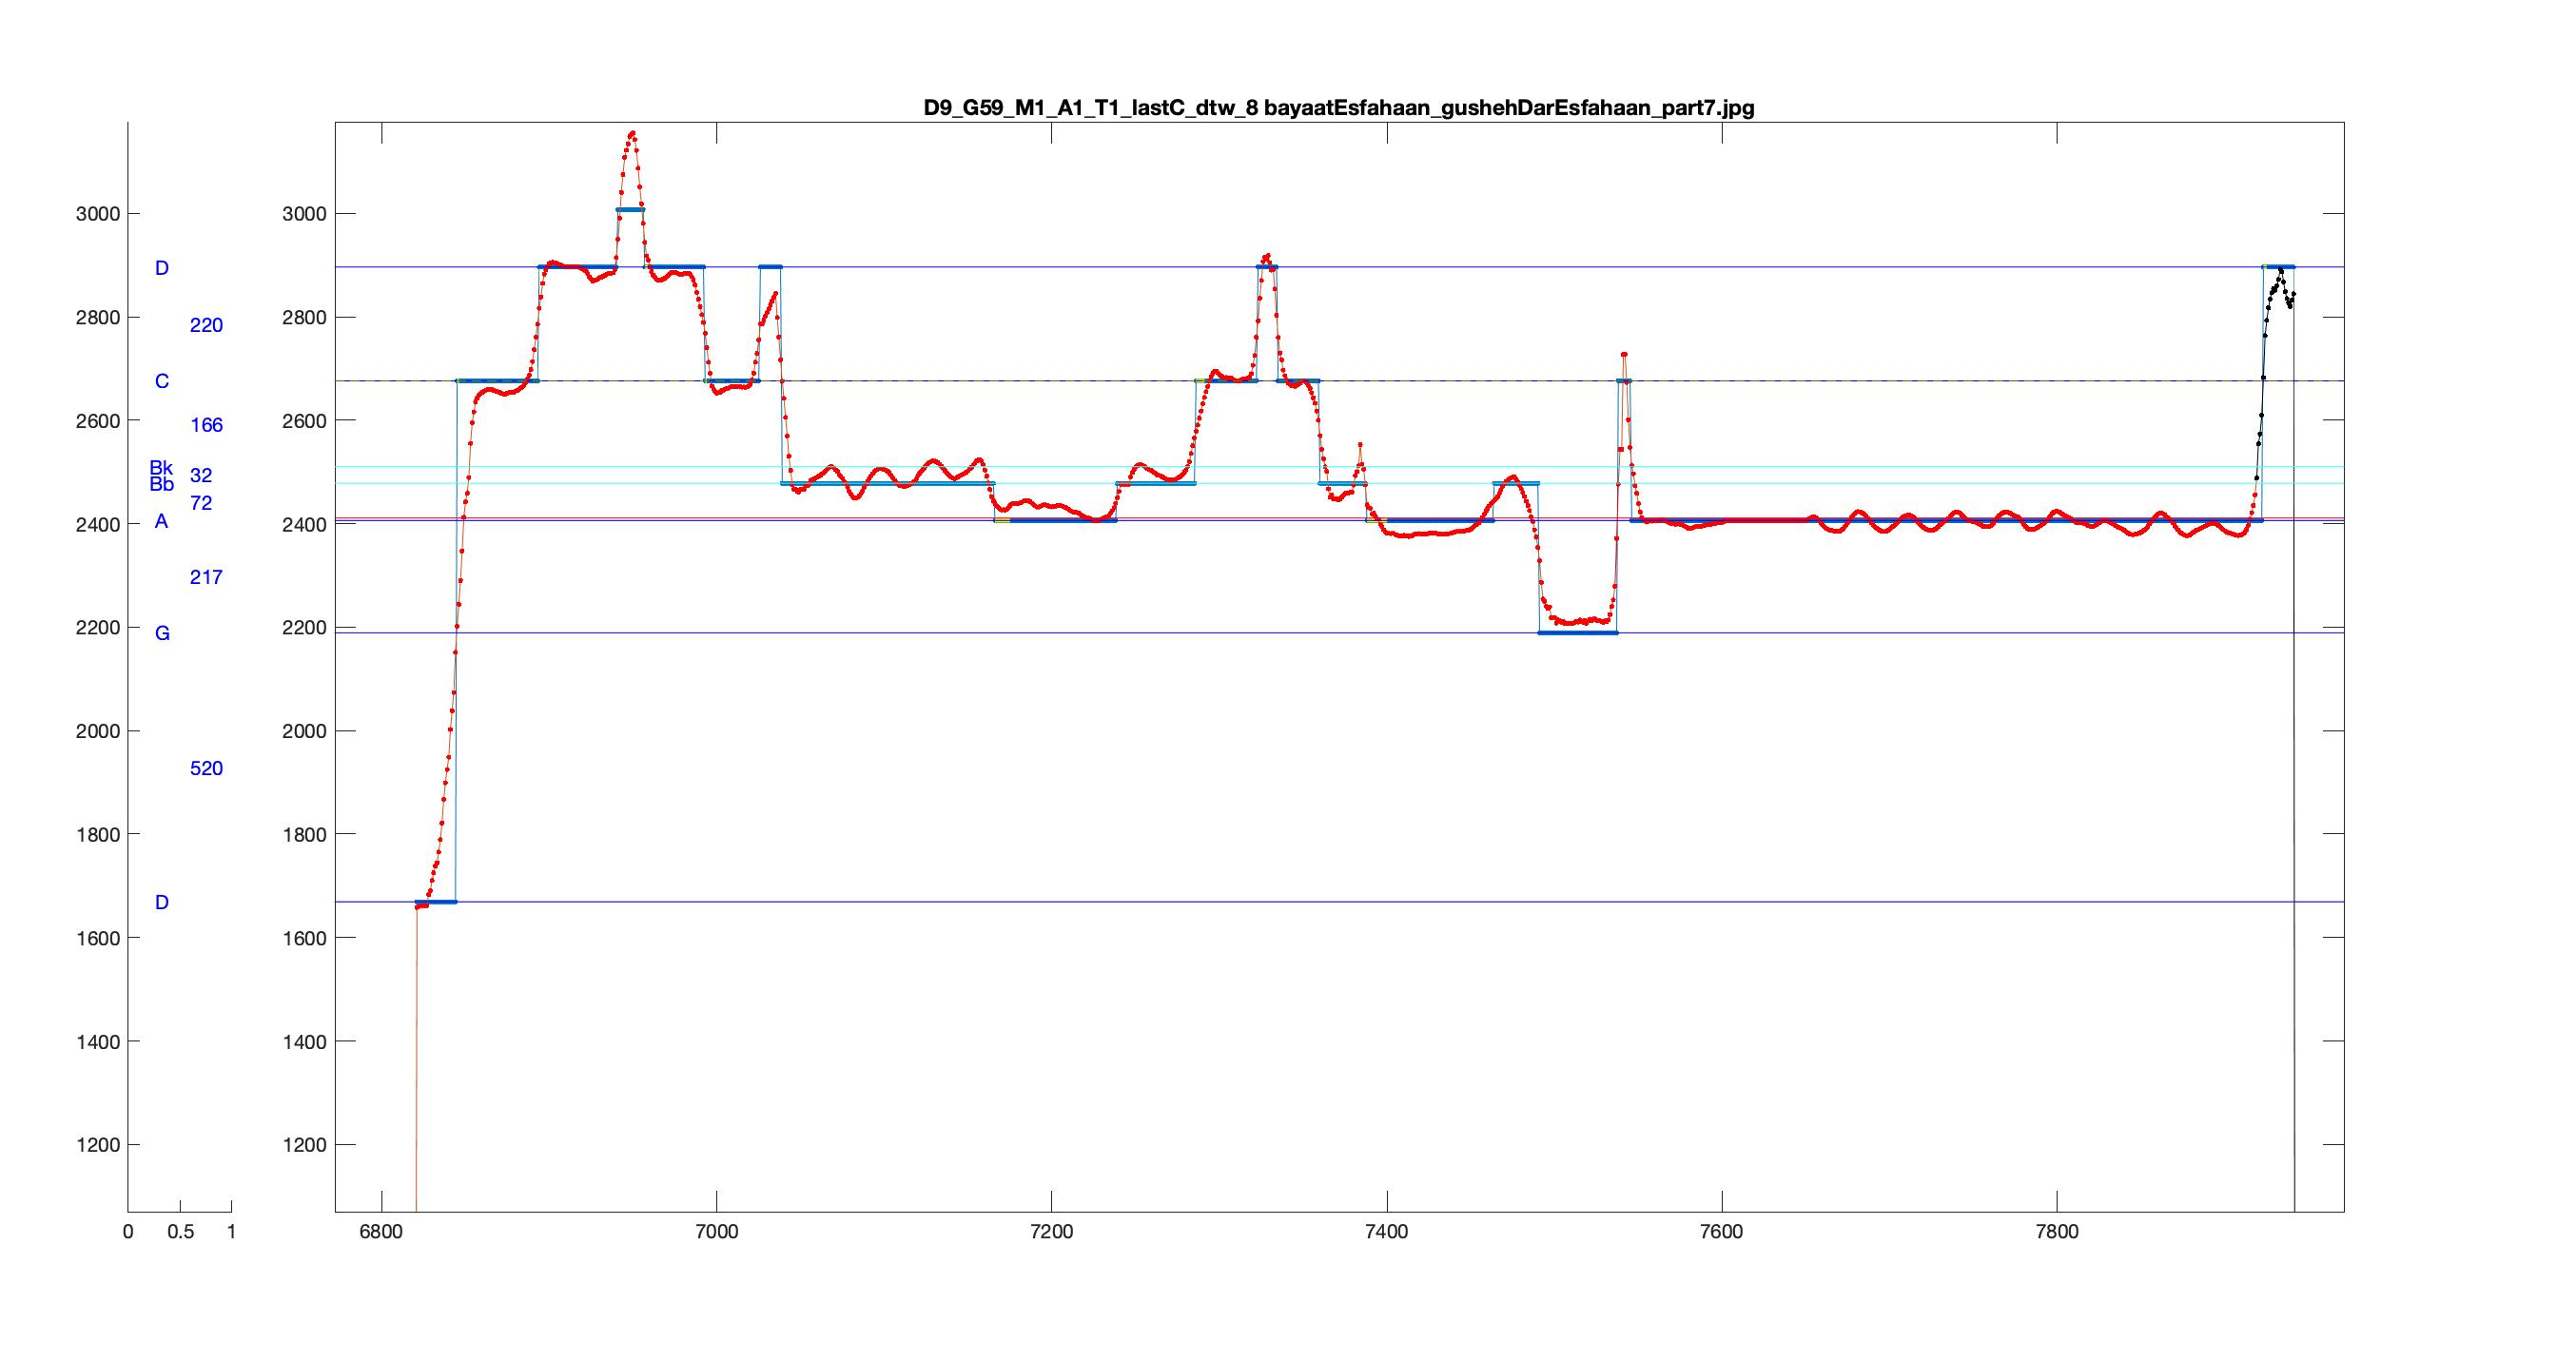 D9_G59_M1_A1_T1_lastC_dtw_8 bayaatEsfahaan_gushehDarEsfahaan_part7.jpg
3000 3000
D
220
2800 2800
C
2600 2600
166
Bk
32
Bb
72
2400 A 2400
217
2200 G 2200
2000 2000
520
1800 1800
D
1600 1600
1400 1400
1200 1200
0 0.5 1 6800 7000 7200 7400 7600 7800